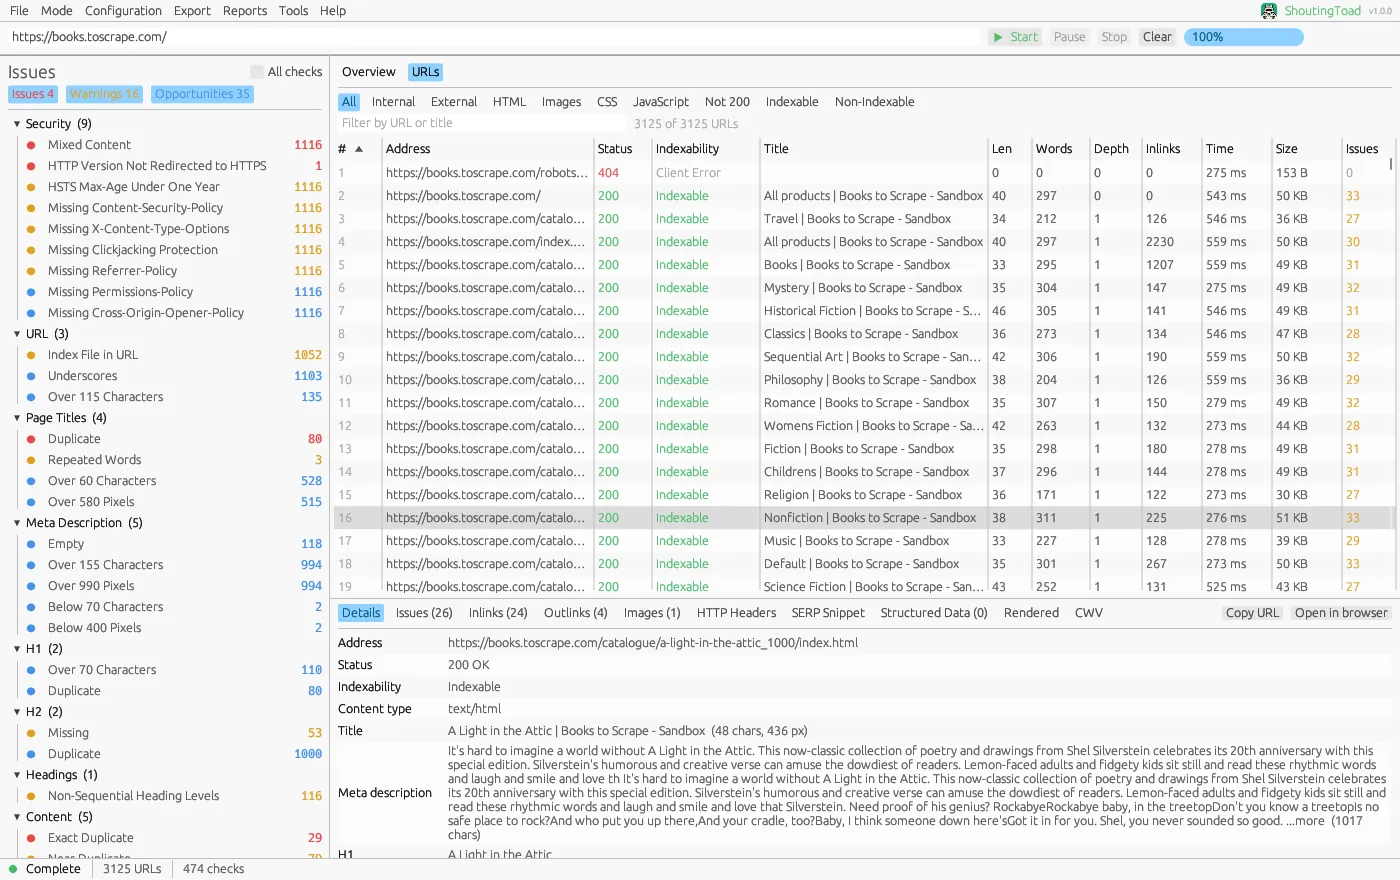 File Mode Configuration Export Reports Tools Help ShoutingToad v1.0.0
https://books.toscrape.com/ Start Pause Stop Clear 100%
Issues All checks
Issues 4 Warnings 16 Opportunities 35
Security (9)
Mixed Content 1116
HTTP Version Not Redirected to HTTPS 1
HSTS Max-Age Under One Year 1116
Missing Content-Security-Policy 1116
Missing X-Content-Type-Options 1116
Missing Clickjacking Protection 1116
Missing Referrer-Policy 1116
Missing Permissions-Policy 1116
Missing Cross-Origin-Opener-Policy 1116
URL (3)
Index File in URL 1052
Underscores 1103
Over 115 Characters 135
Page Titles (4)
Duplicate 80
Repeated Words 3
Over 60 Characters 528
Over 580 Pixels 515
Meta Description (5)
Empty 118
Over 155 Characters 994
Over 990 Pixels 994
Below 70 Characters 2
Below 400 Pixels 2
H1 (2)
Over 70 Characters 110
Duplicate 80
H2 (2)
Missing 53
Duplicate 1000
Headings (1)
Non-Sequential Heading Levels 116
Content (5)
Exact Duplicate 29
Near Duplicate 70
Overview URLs
All Internal External HTML Images CSS JavaScript Not 200 Indexable Non-Indexable
Filter by URL or title 3125 of 3125 URLs
# Address Status Indexability Title Len Words Depth Inlinks Time Size Issues
1 https://books.toscrape.com/robots... 404 Client Error 0 0 0 0 275 ms 153 B 0
2 https://books.toscrape.com/ 200 Indexable All products | Books to Scrape - Sandbox 40 297 0 0 543 ms 50 KB 33
3 https://books.toscrape.com/catalo... 200 Indexable Travel | Books to Scrape - Sandbox 34 212 1 126 546 ms 36 KB 27
4 https://books.toscrape.com/index.... 200 Indexable All products | Books to Scrape - Sandbox 40 297 1 2230 559 ms 50 KB 30
5 https://books.toscrape.com/catalo... 200 Indexable Books | Books to Scrape - Sandbox 33 295 1 1207 559 ms 49 KB 31
6 https://books.toscrape.com/catalo... 200 Indexable Mystery | Books to Scrape - Sandbox 35 304 1 147 275 ms 49 KB 32
7 https://books.toscrape.com/catalo... 200 Indexable Historical Fiction | Books to Scrape - S... 46 305 1 141 546 ms 49 KB 31
8 https://books.toscrape.com/catalo... 200 Indexable Classics | Books to Scrape - Sandbox 36 273 1 134 546 ms 47 KB 28
9 https://books.toscrape.com/catalo... 200 Indexable Sequential Art | Books to Scrape - San... 42 306 1 190 559 ms 50 KB 32
10 https://books.toscrape.com/catalo... 200 Indexable Philosophy | Books to Scrape - Sandbox 38 204 1 126 559 ms 36 KB 29
11 https://books.toscrape.com/catalo... 200 Indexable Romance | Books to Scrape - Sandbox 35 307 1 150 279 ms 49 KB 32
12 https://books.toscrape.com/catalo... 200 Indexable Womens Fiction | Books to Scrape - Sa... 42 263 1 132 273 ms 44 KB 28
13 https://books.toscrape.com/catalo... 200 Indexable Fiction | Books to Scrape - Sandbox 35 298 1 180 278 ms 49 KB 31
14 https://books.toscrape.com/catalo... 200 Indexable Childrens | Books to Scrape - Sandbox 37 296 1 144 278 ms 49 KB 31
15 https://books.toscrape.com/catalo... 200 Indexable Religion | Books to Scrape - Sandbox 36 171 1 122 273 ms 30 KB 27
16 https://books.toscrape.com/catalo... 200 Indexable Nonfiction | Books to Scrape - Sandbox 38 311 1 225 276 ms 51 KB 33
17 https://books.toscrape.com/catalo... 200 Indexable Music | Books to Scrape - Sandbox 33 227 1 128 278 ms 39 KB 29
18 https://books.toscrape.com/catalo... 200 Indexable Default | Books to Scrape - Sandbox 35 301 1 267 273 ms 50 KB 33
19 https://books.toscrape.com/catalo... 200 Indexable Science Fiction | Books to Scrape - San... 43 252 1 131 525 ms 43 KB 27
Details Issues (26) Inlinks (24) Outlinks (4) Images (1) HTTP Headers SERP Snippet Structured Data (0) Rendered CWV Copy URL Open in browser
Address https://books.toscrape.com/catalogue/a-light-in-the-attic_1000/index.html
Status 200 OK
Indexability Indexable
Content type text/html
Title A Light in the Attic | Books to Scrape - Sandbox (48 chars, 436 px)
Meta description
It's hard to imagine a world without A Light in the Attic. This now-classic collection of poetry and drawings from Shel Silverstein celebrates its 20th anniversary with this
special edition. Silverstein's humorous and creative verse can amuse the dowdiest of readers. Lemon-faced adults and fidgety kids sit still and read these rhythmic words
and laugh and smile and love th It's hard to imagine a world without A Light in the Attic. This now-classic collection of poetry and drawings from Shel Silverstein celebrates
its 20th anniversary with this special edition. Silverstein's humorous and creative verse can amuse the dowdiest of readers. Lemon-faced adults and fidgety kids sit still and
read these rhythmic words and laugh and smile and love that Silverstein. Need proof of his genius? RockabyeRockabye baby, in the treetopDon't you know a treetopIs no
safe place to rock?And who put you up there,And your cradle, too?Baby, I think someone down here'sGot it in for you. Shel, you never sounded so good. ...more (1017
chars)
H1 A Light in the Attic
Complete 3125 URLs 474 checks